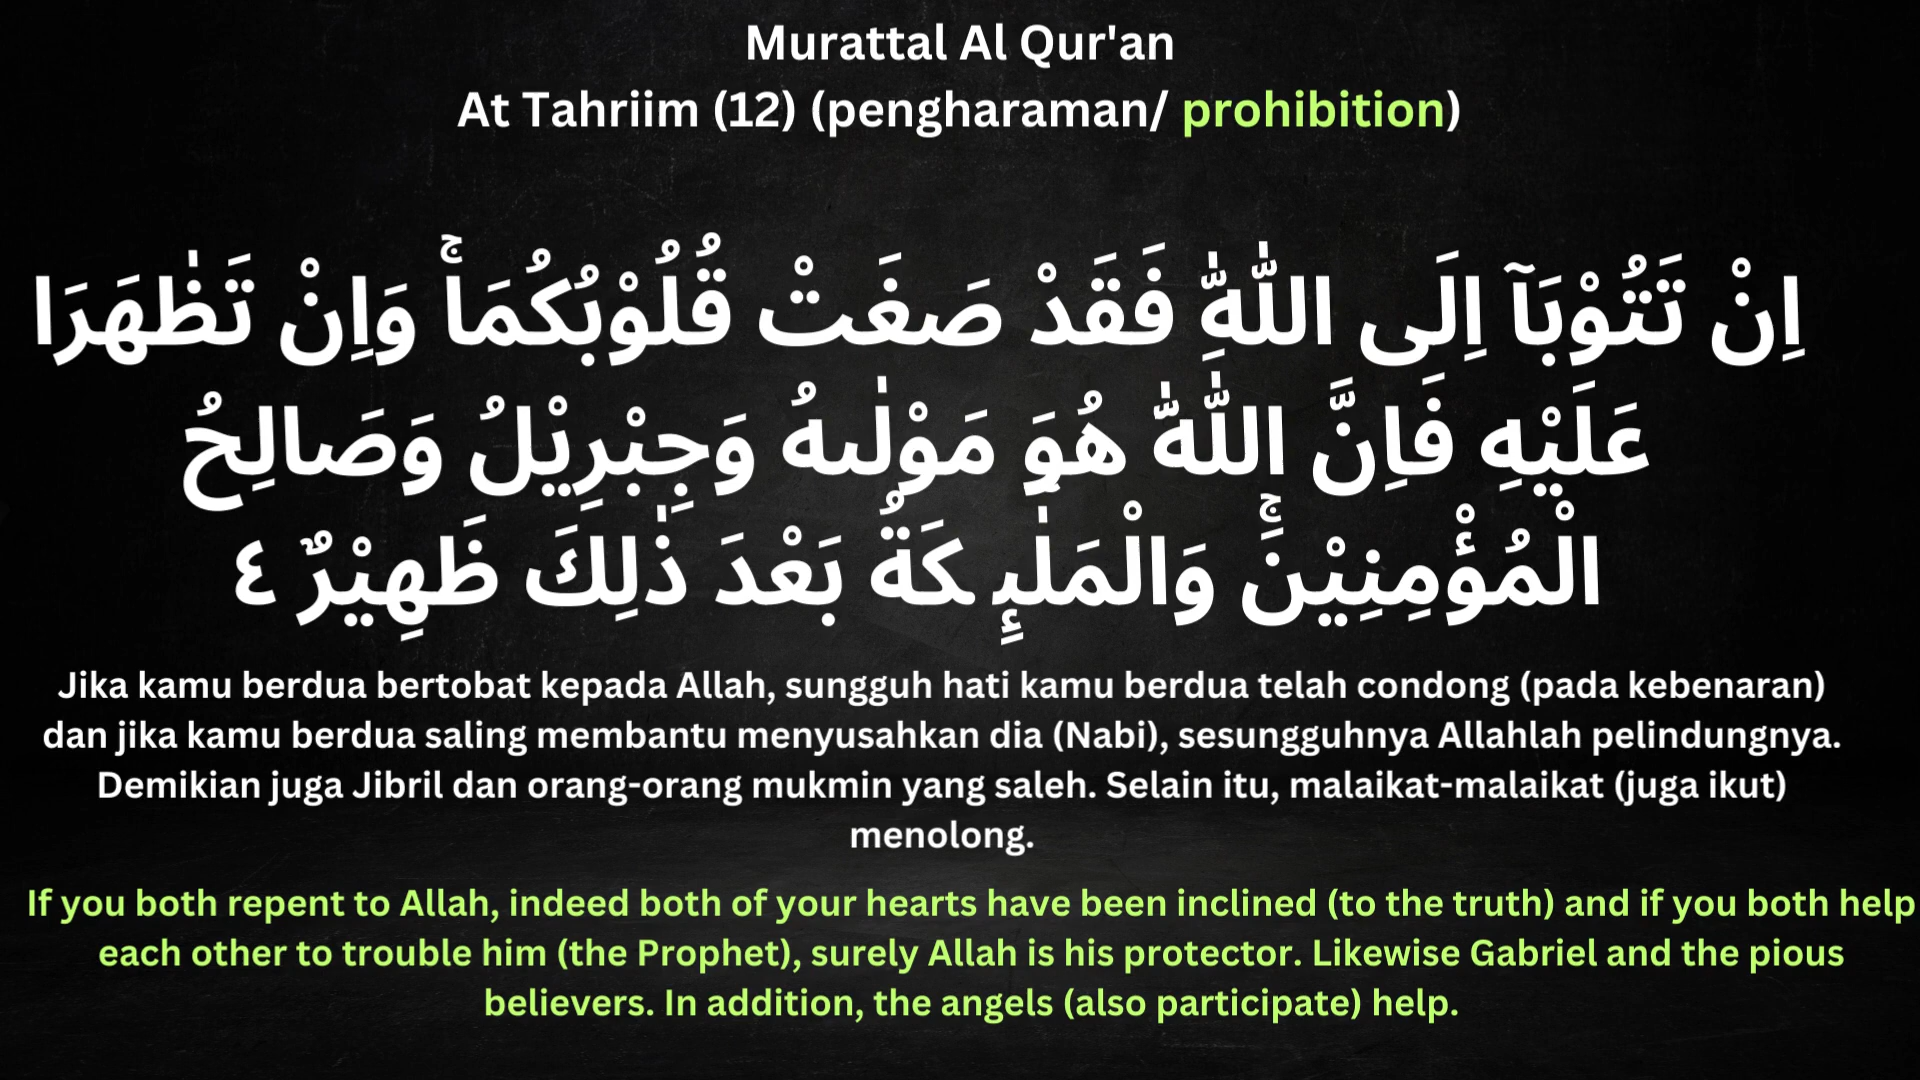 Murattal Al Qur'an
At Tahriim (12) (pengharaman/ prohibition)
اِنْ تَتُوْبَآ اِلَى اللّٰهِ فَقَدْ صَغَتْ قُلُوْبُكُمَاۚ وَاِنْ تَظٰهَرَا
عَلَيْهِ فَاِنَّ اللّٰهَ هُوَ مَوْلٰىهُ وَجِبْرِيْلُ وَصَالِحُ
الْمُؤْمِنِيْنَۚ وَالْمَلٰۤىِٕكَةُ بَعْدَ ذٰلِكَ ظَهِيْرٌ ٤
Jika kamu berdua bertobat kepada Allah, sungguh hati kamu berdua telah condong (pada kebenaran)
dan jika kamu berdua saling membantu menyusahkan dia (Nabi), sesungguhnya Allahlah pelindungnya.
Demikian juga Jibril dan orang-orang mukmin yang saleh. Selain itu, malaikat-malaikat (juga ikut)
menolong.
If you both repent to Allah, indeed both of your hearts have been inclined (to the truth) and if you both help
each other to trouble him (the Prophet), surely Allah is his protector. Likewise Gabriel and the pious
believers. In addition, the angels (also participate) help.